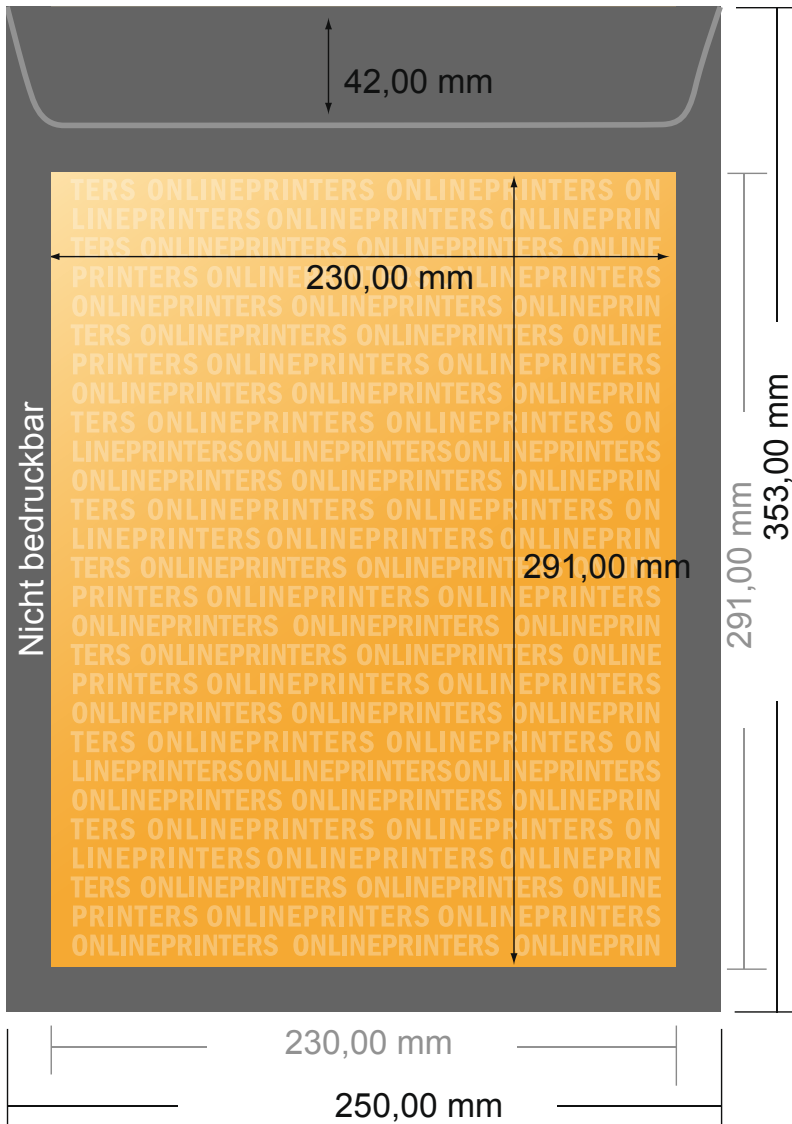 42,00 mm
TERS ONLINEPRINTERS ONLINEPRINTERS ON
LINEPRINTERS ONLINEPRINTERS ONLINEPRIN
TERS ONLINEPRINTERS ONLINEPRINTERS ONLINE
PRINTERS ONLINEPRINTERS ONLINEPRINTERS
230,00 mm
ONLINEPRINTERS ONLINEPRINTERS ONLINEPRIN
TERS ONLINEPRINTERS ONLINEPRINTERS ONLINE
PRINTERS ONLINEPRINTERS ONLINEPRINTERS
ONLINEPRINTERS ONLINEPRINTERS ONLINEPRIN
TERS ONLINEPRINTERS ONLINEPRINTERS ON
LINEPRINTERSONLINEPRINTERSONLINEPRINTERS
ONLINEPRINTERS ONLINEPRINTERS ONLINEPRIN
TERS ONLINEPRINTERS ONLINEPRINTERS ON
LINEPRINTERS ONLINEPRINTERS ONLINEPRIN
TERS ONLINEPRINTERS ONLINEPRINTERS ONLINE
291,00 mm
PRINTERS ONLINEPRINTERS ONLINEPRINTERS
ONLINEPRINTERS ONLINEPRINTERS ONLINEPRIN
TERS ONLINEPRINTERS ONLINEPRINTERS ONLINE
PRINTERS ONLINEPRINTERS ONLINEPRINTERS
ONLINEPRINTERS ONLINEPRINTERS ONLINEPRIN
TERS ONLINEPRINTERS ONLINEPRINTERS ON
LINEPRINTERSONLINEPRINTERSONLINEPRINTERS
ONLINEPRINTERS ONLINEPRINTERS ONLINEPRIN
TERS ONLINEPRINTERS ONLINEPRINTERS ON
LINEPRINTERS ONLINEPRINTERS ONLINEPRIN
TERS ONLINEPRINTERS ONLINEPRINTERS ONLINE
PRINTERS ONLINEPRINTERS ONLINEPRINTERS
ONLINEPRINTERS ONLINEPRINTERS ONLINEPRIN
Nicht bedruckbar
291,00 mm
353,00 mm
230,00 mm
250,00 mm